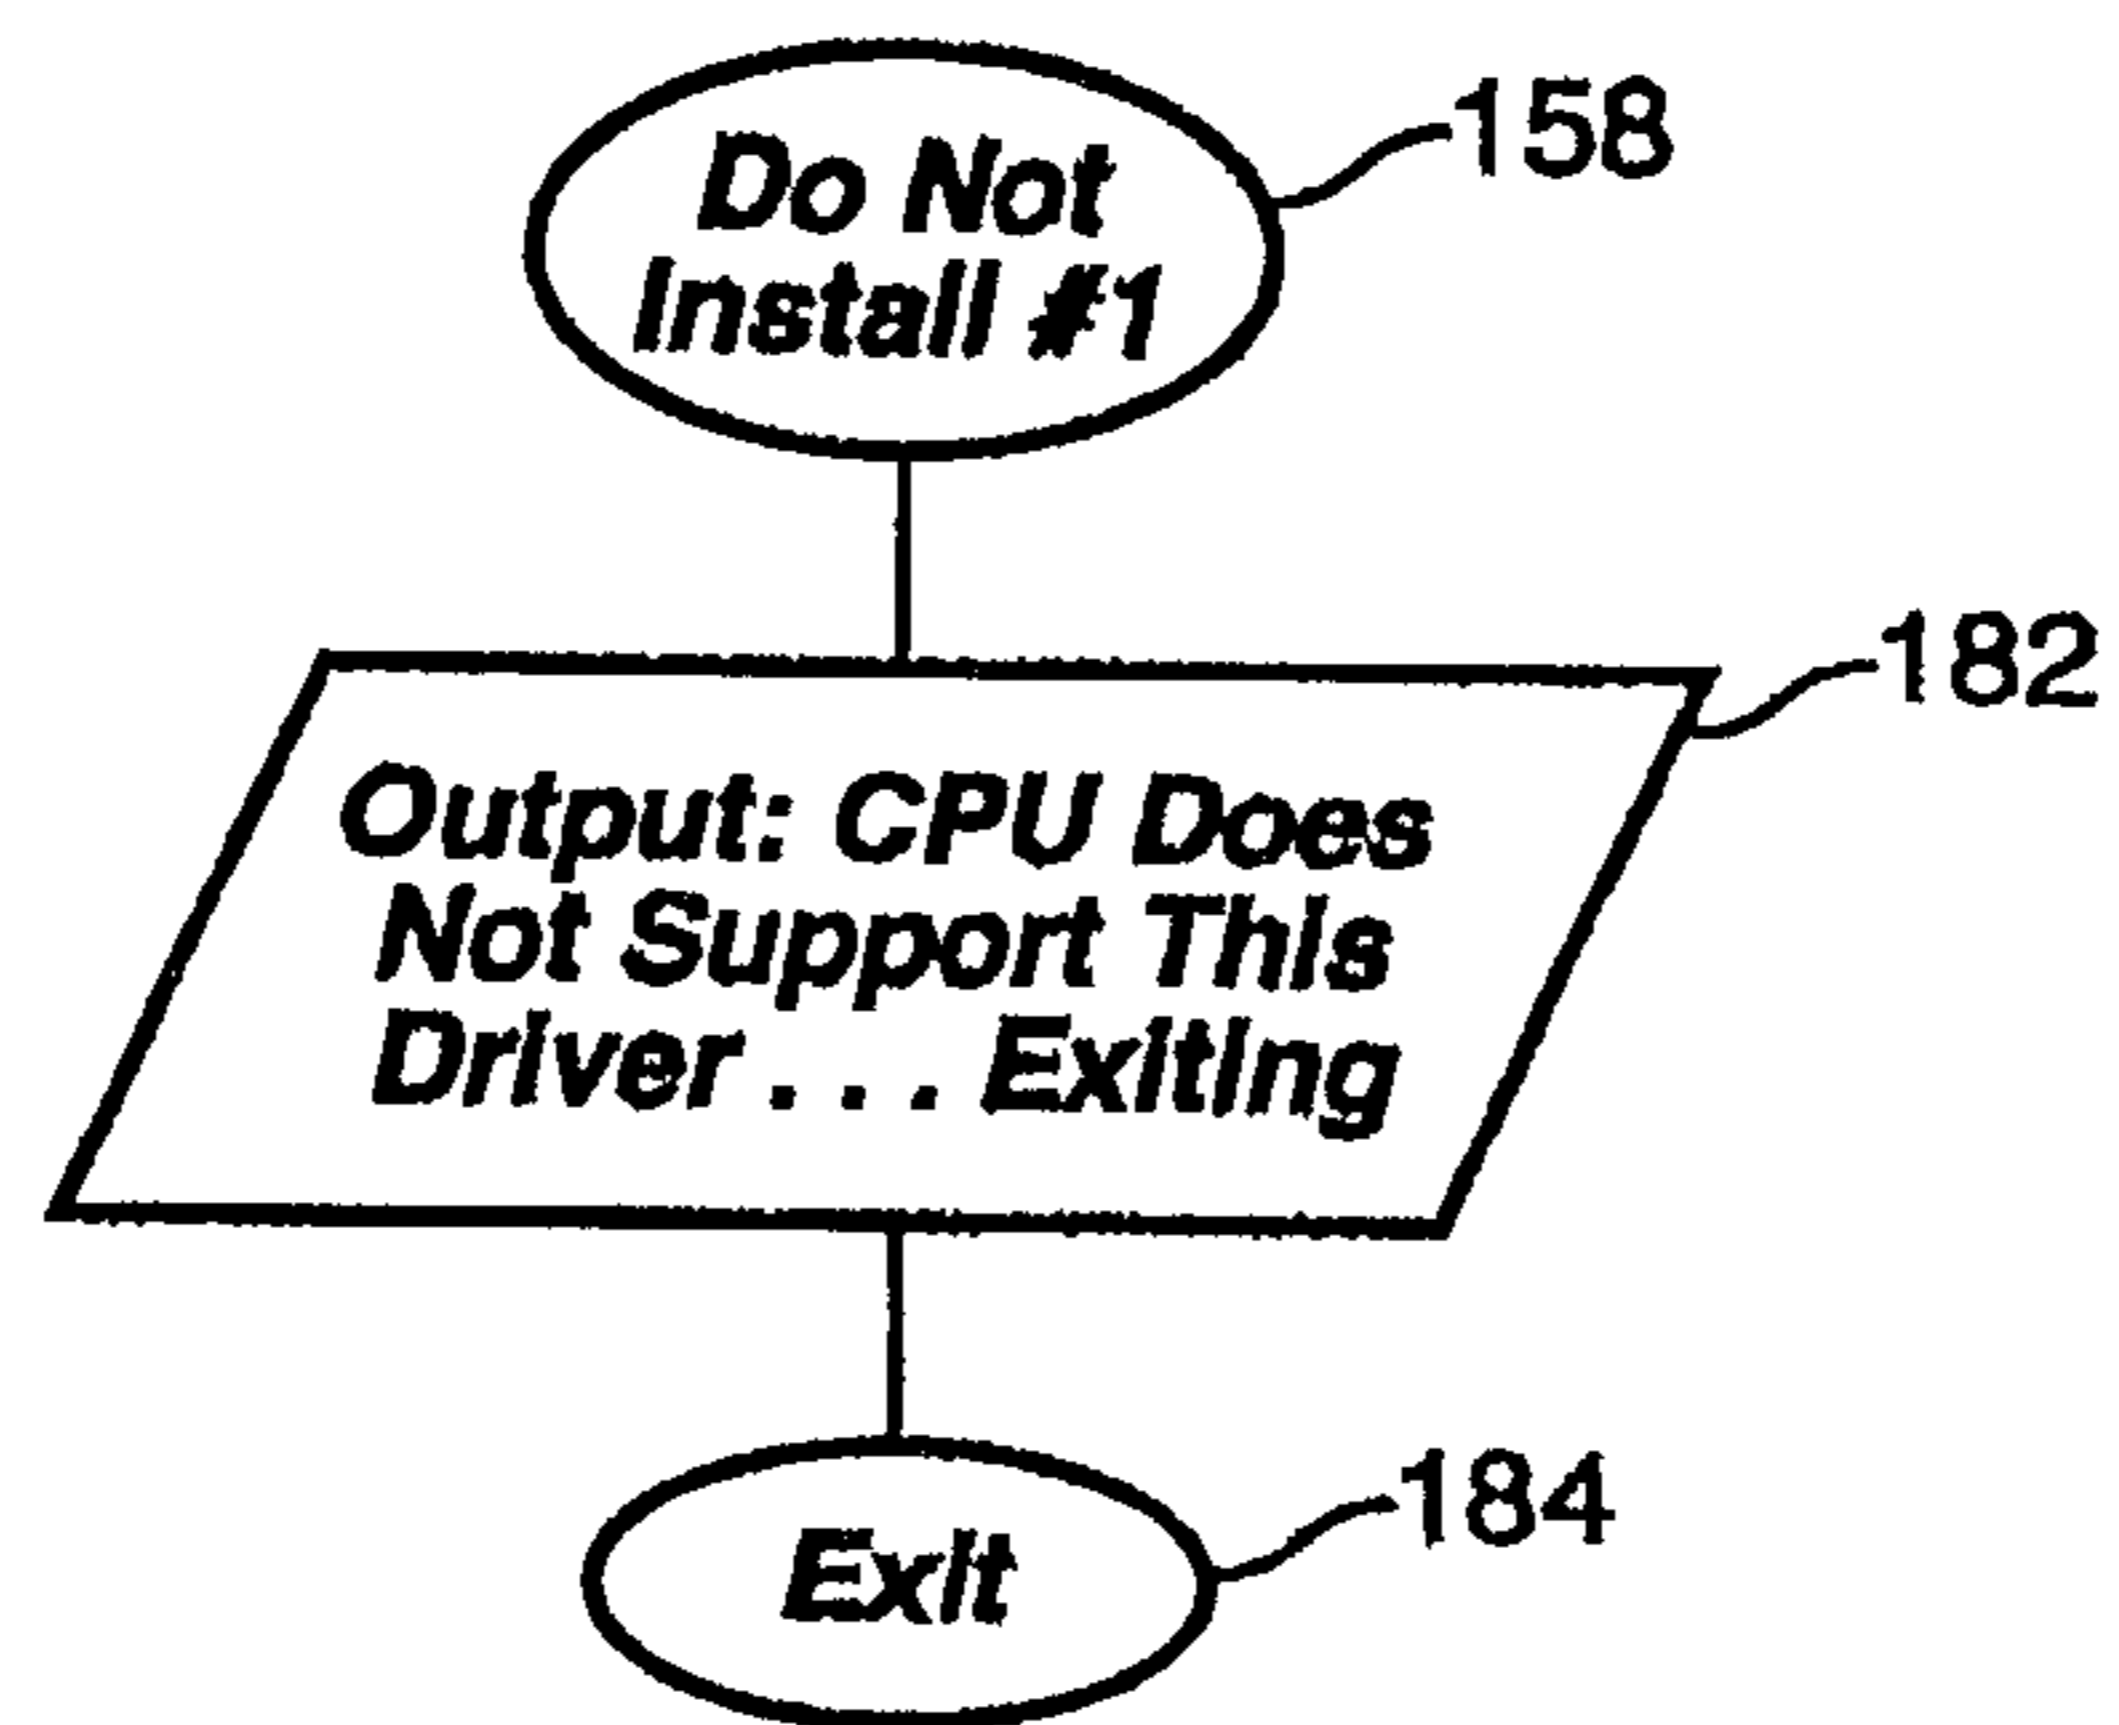 Do Not
Install #1
158
182
Output: CPU Does
Not Support This
Driver . . . Exiting
184
Exit